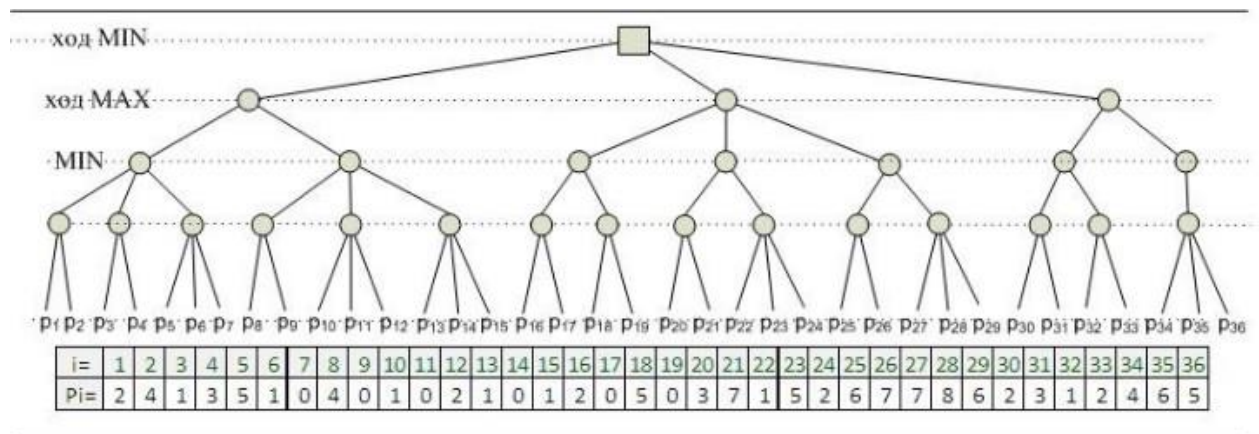 ход MIN
ход MAX
MIN
p1 p2 p3 p4 p5 p6 p7 p8 p9 p10 p11 p12 p13 p14 p15 p16 p17 p18 p19 p20 p21 p22 p23 p24 p25 p26 p27 p28 p29 p30 p31 p32 p33 p34 p35 p36
i= 1 2 3 4 5 6 7 8 9 10 11 12 13 14 15 16 17 18 19 20 21 22 23 24 25 26 27 28 29 30 31 32 33 34 35 36
Pi= 2 4 1 3 5 1 0 4 0 1 0 2 1 0 1 2 0 5 0 3 7 1 5 2 6 7 7 8 6 2 3 1 2 4 6 5